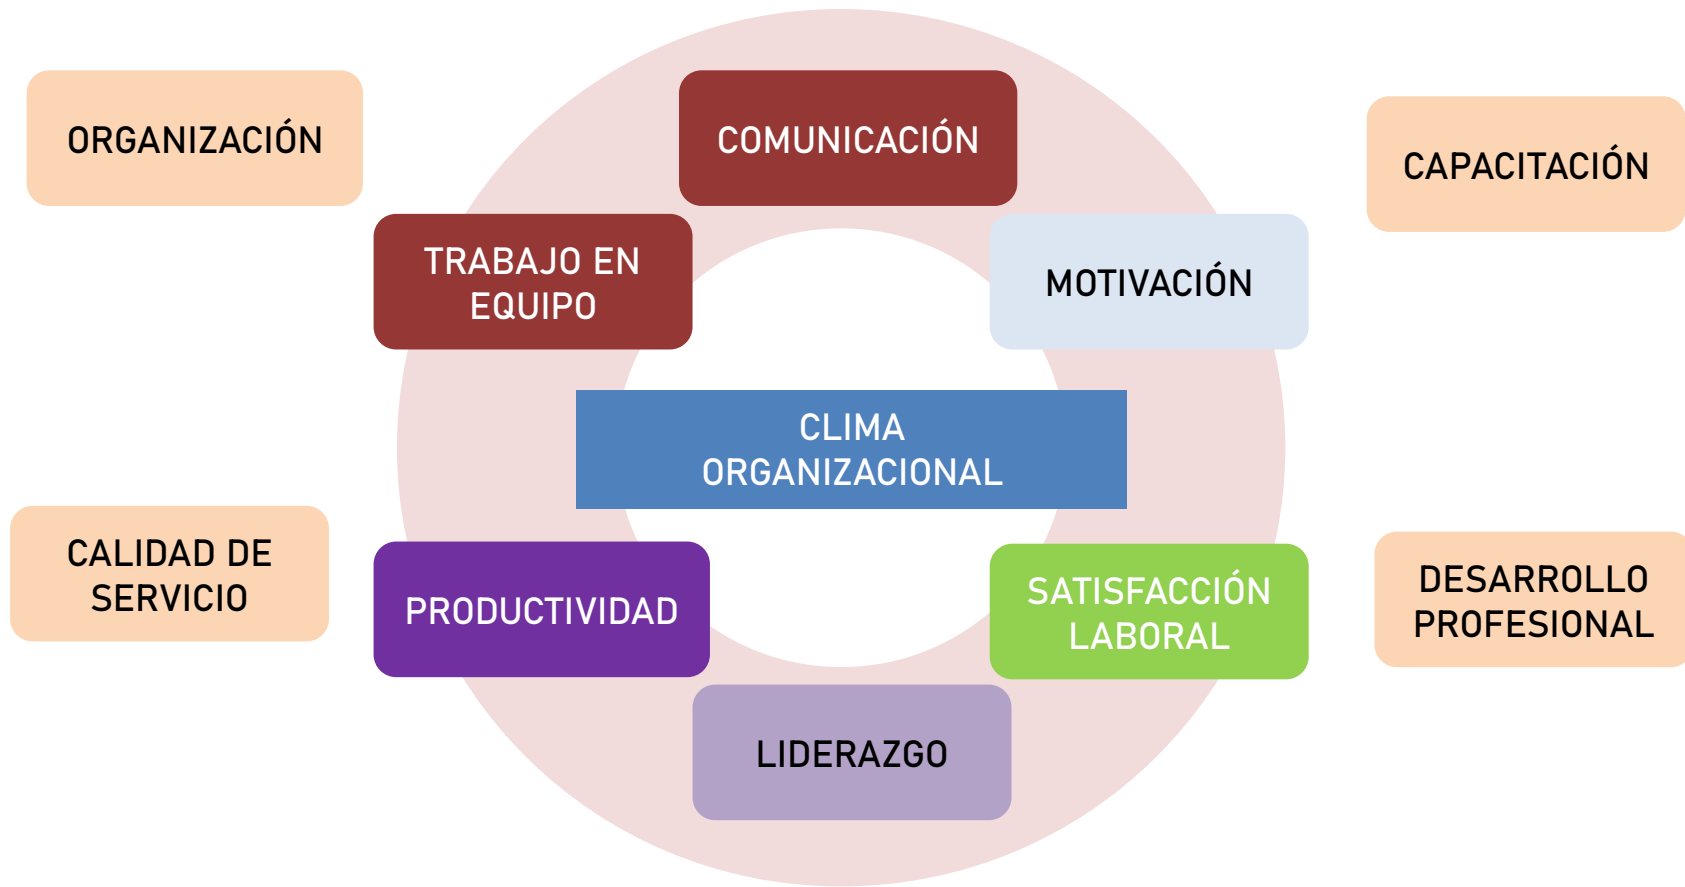 ORGANIZACIÓN
COMUNICACIÓN
CAPACITACIÓN
TRABAJO EN
EQUIPO
MOTIVACIÓN
CLIMA
ORGANIZACIONAL
CALIDAD DE
SERVICIO
PRODUCTIVIDAD
SATISFACCIÓN
LABORAL
DESARROLLO
PROFESIONAL
LIDERAZGO